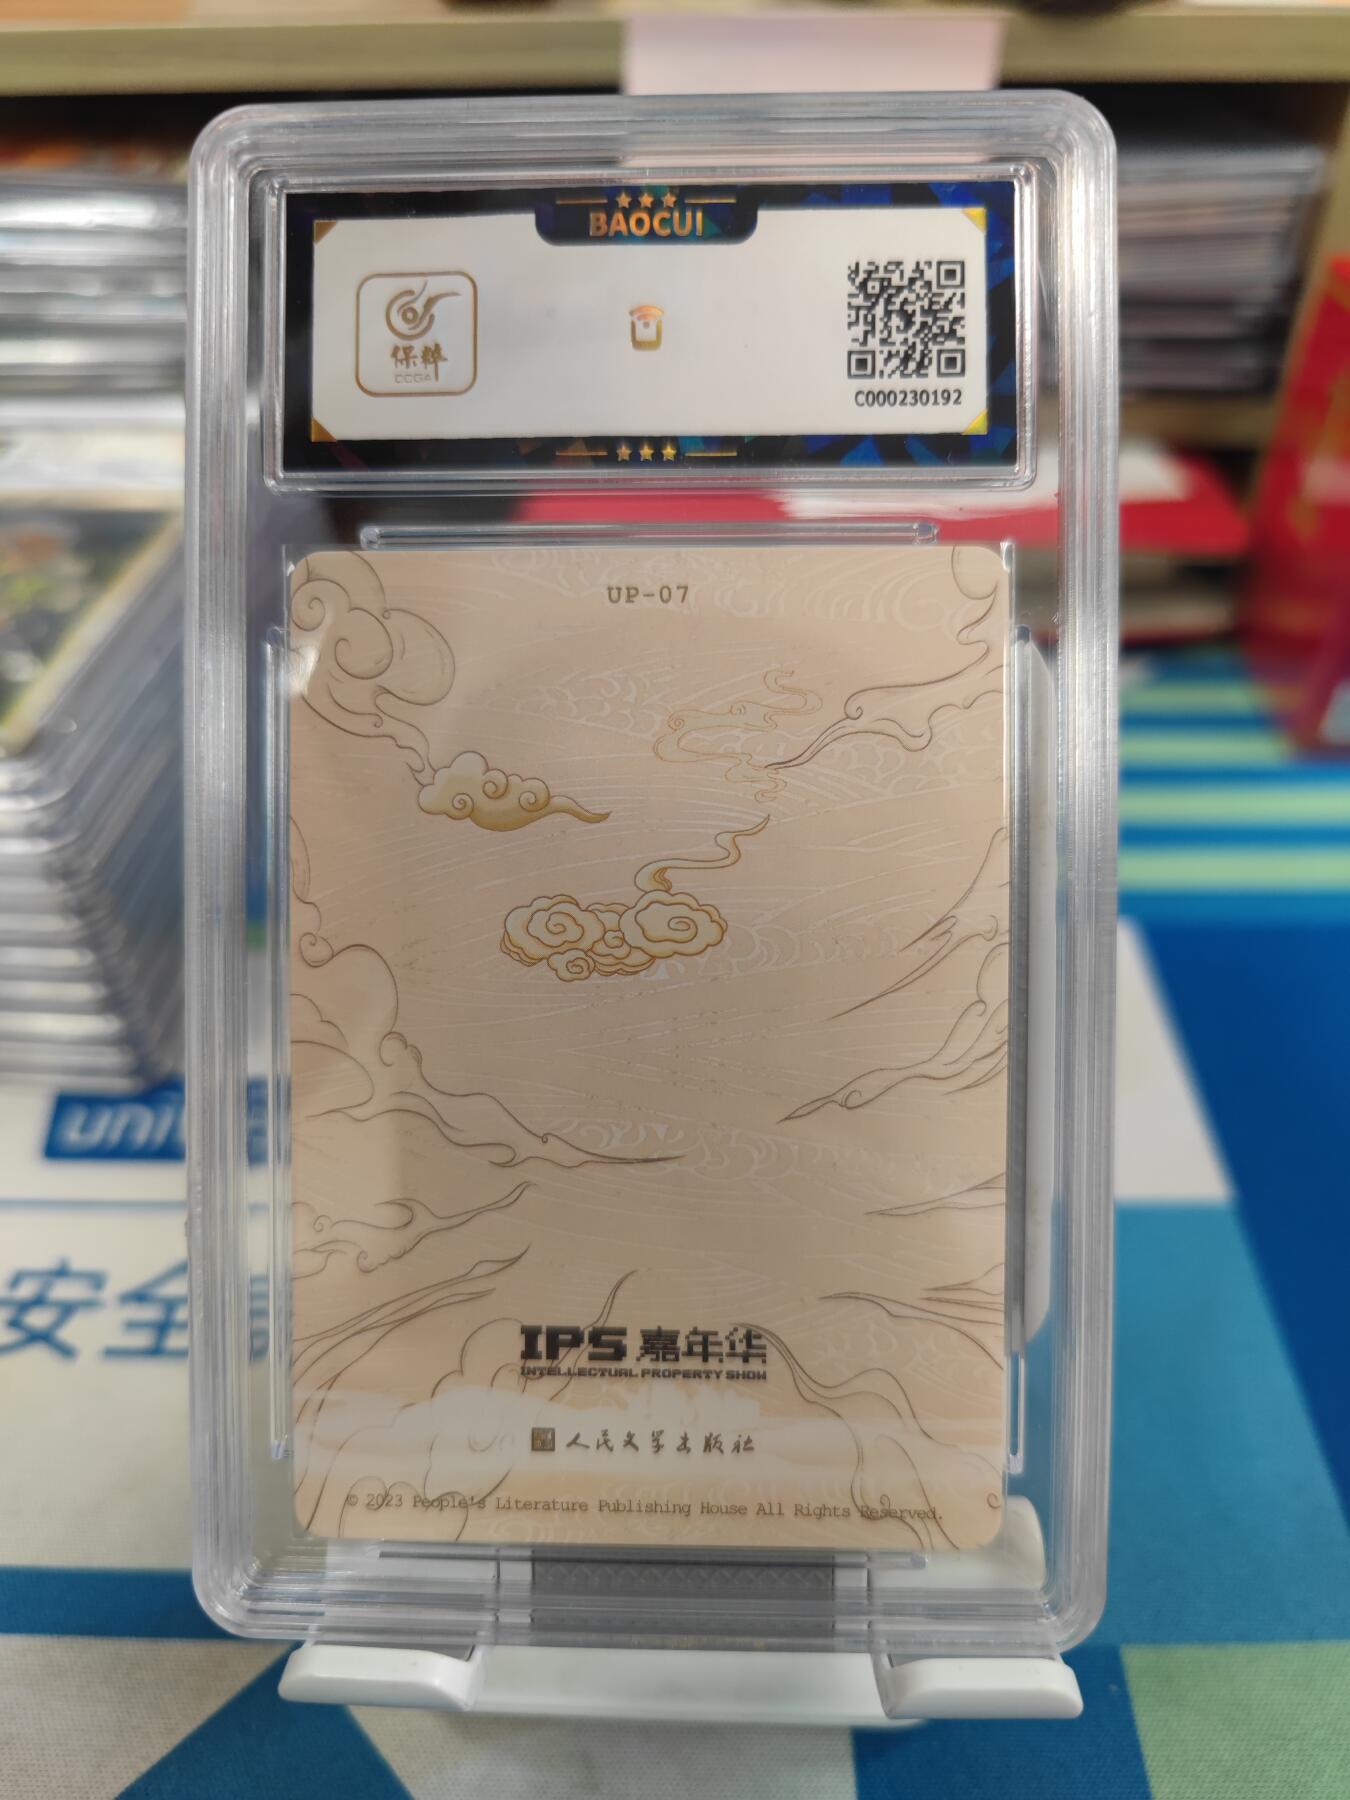 BAOCUI
保粹
CCGA
C000230192
UP-07
IPS 嘉年华
INTELLECTUAL PROPERTY SHOW
人民文学出版社
© 2023 People's Literature Publishing House All Rights Reserved.
uni
安全